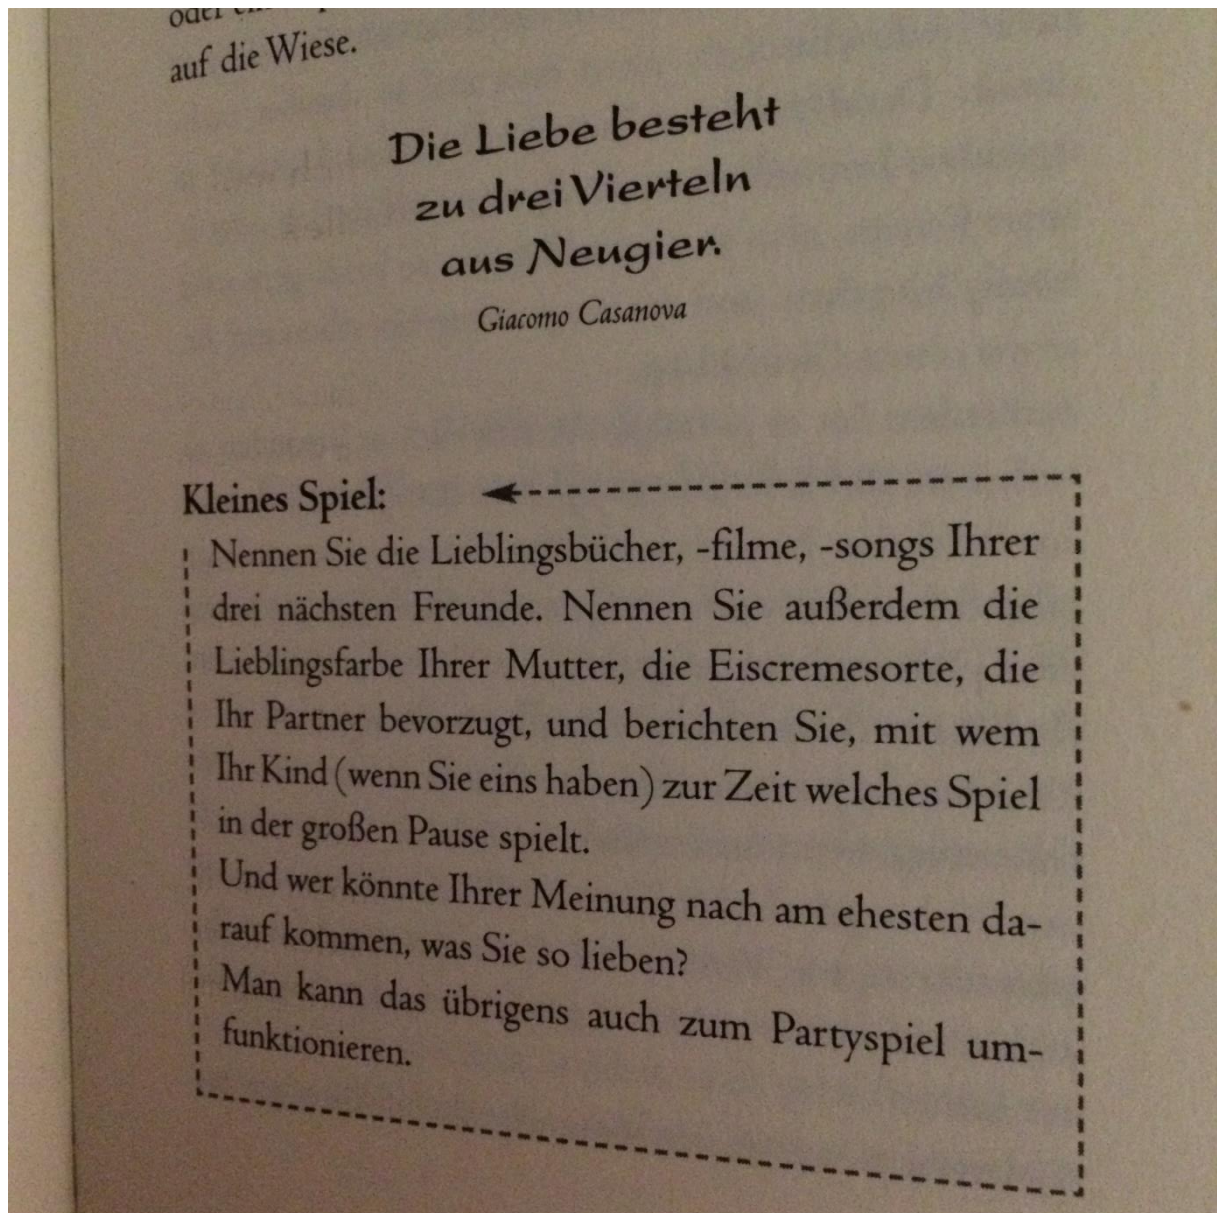 oder
auf die Wiese.
Die Liebe besteht
zu drei Vierteln
aus Neugier.
Giacomo Casanova
Kleines Spiel:
Nennen Sie die Lieblingsbücher, -filme, -songs Ihrer
drei nächsten Freunde. Nennen Sie außerdem die
Lieblingsfarbe Ihrer Mutter, die Eiscremesorte, die
Ihr Partner bevorzugt, und berichten Sie, mit wem
Ihr Kind (wenn Sie eins haben) zur Zeit welches Spiel
in der großen Pause spielt.
Und wer könnte Ihrer Meinung nach am ehesten da-
rauf kommen, was Sie so lieben?
Man kann das übrigens auch zum Partyspiel um-
funktionieren.